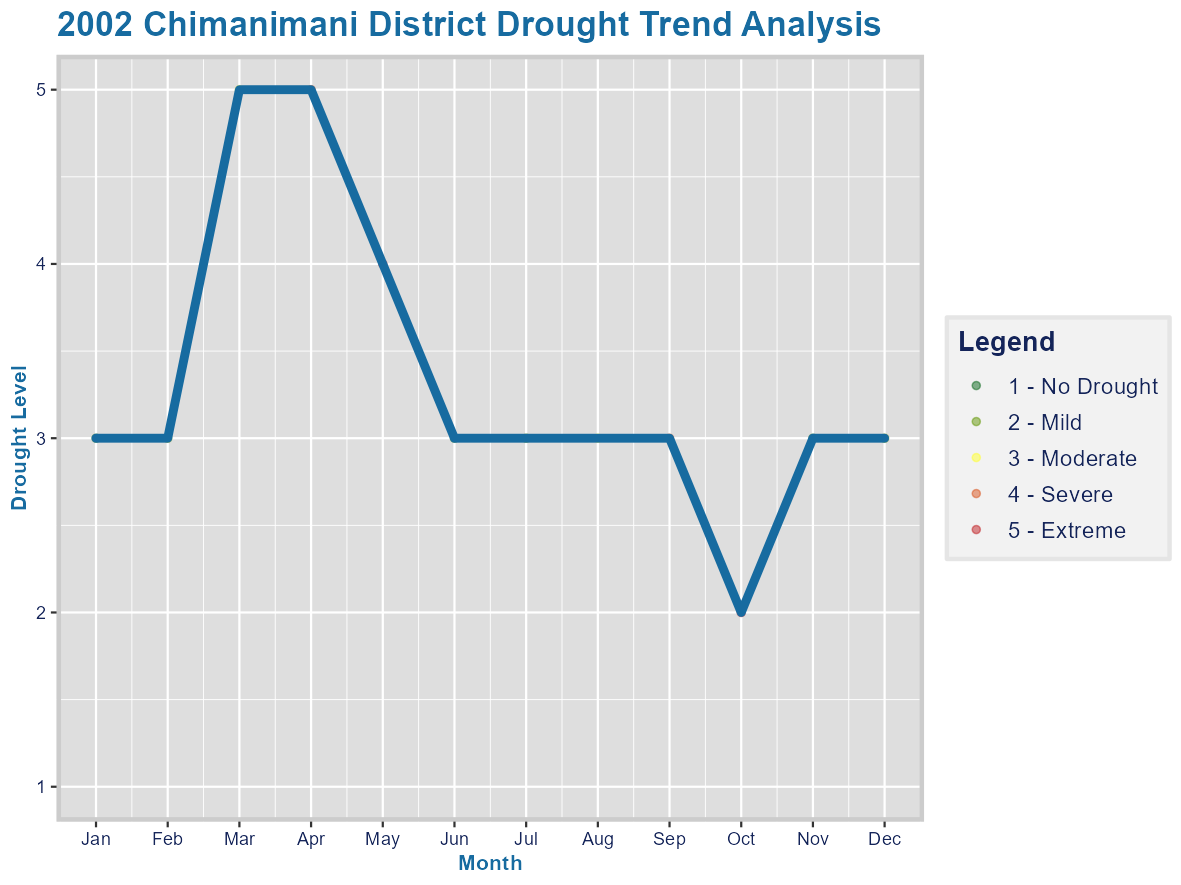 2002 Chimanimani District Drought Trend Analysis
Drought Level
5
4
3
2
1
Jan Feb Mar Apr May Jun Jul Aug Sep Oct Nov Dec
Month
Legend
1 - No Drought
2 - Mild
3 - Moderate
4 - Severe
5 - Extreme